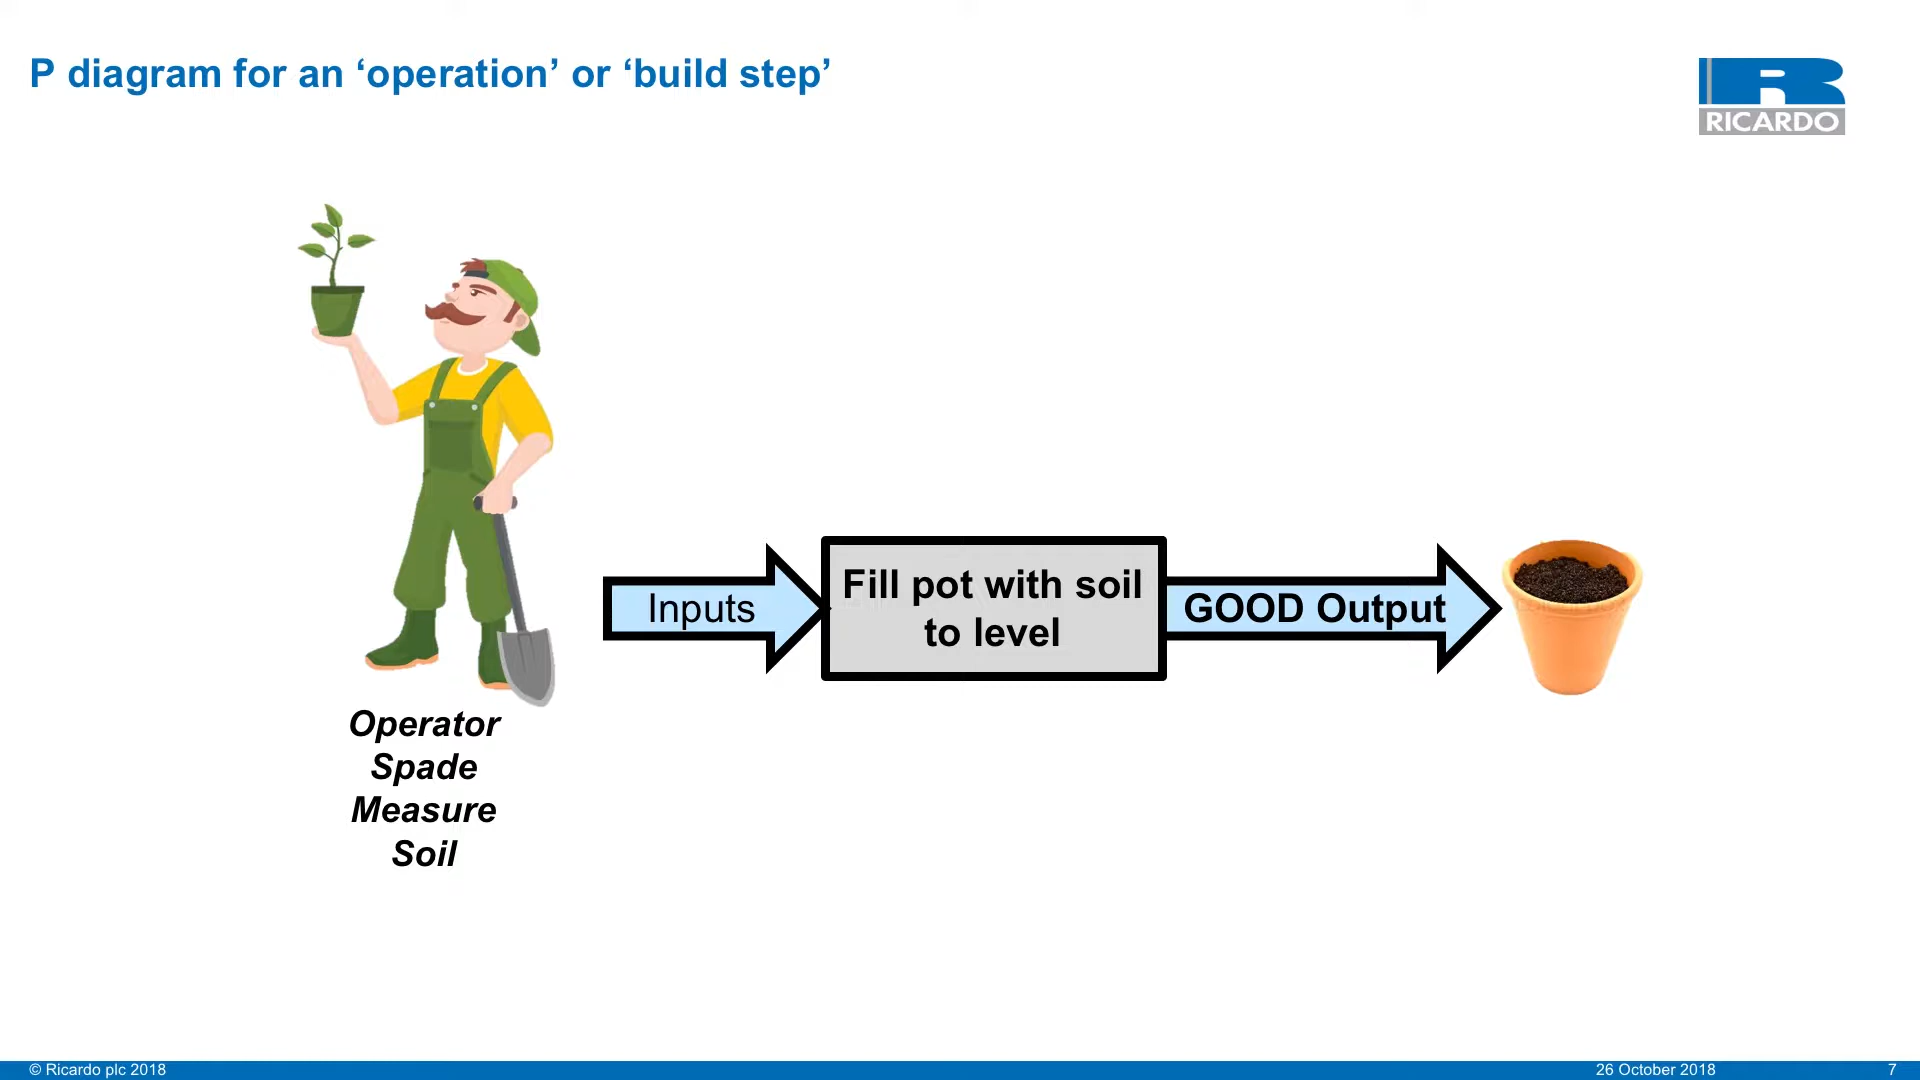 P diagram for an ‘operation’ or ‘build step’
RICARDO
Inputs
Fill pot with soil
to level
GOOD Output
Operator
Spade
Measure
Soil
© Ricardo plc 2018
26 October 2018
7